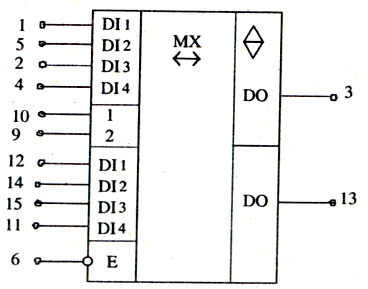 1 DI1
5 DI2
2 DI3
4 DI4
MX
DO 3
10 1
9 2
12 DI1
14 DI2
15 DI3
11 DI4
DO 13
6 E